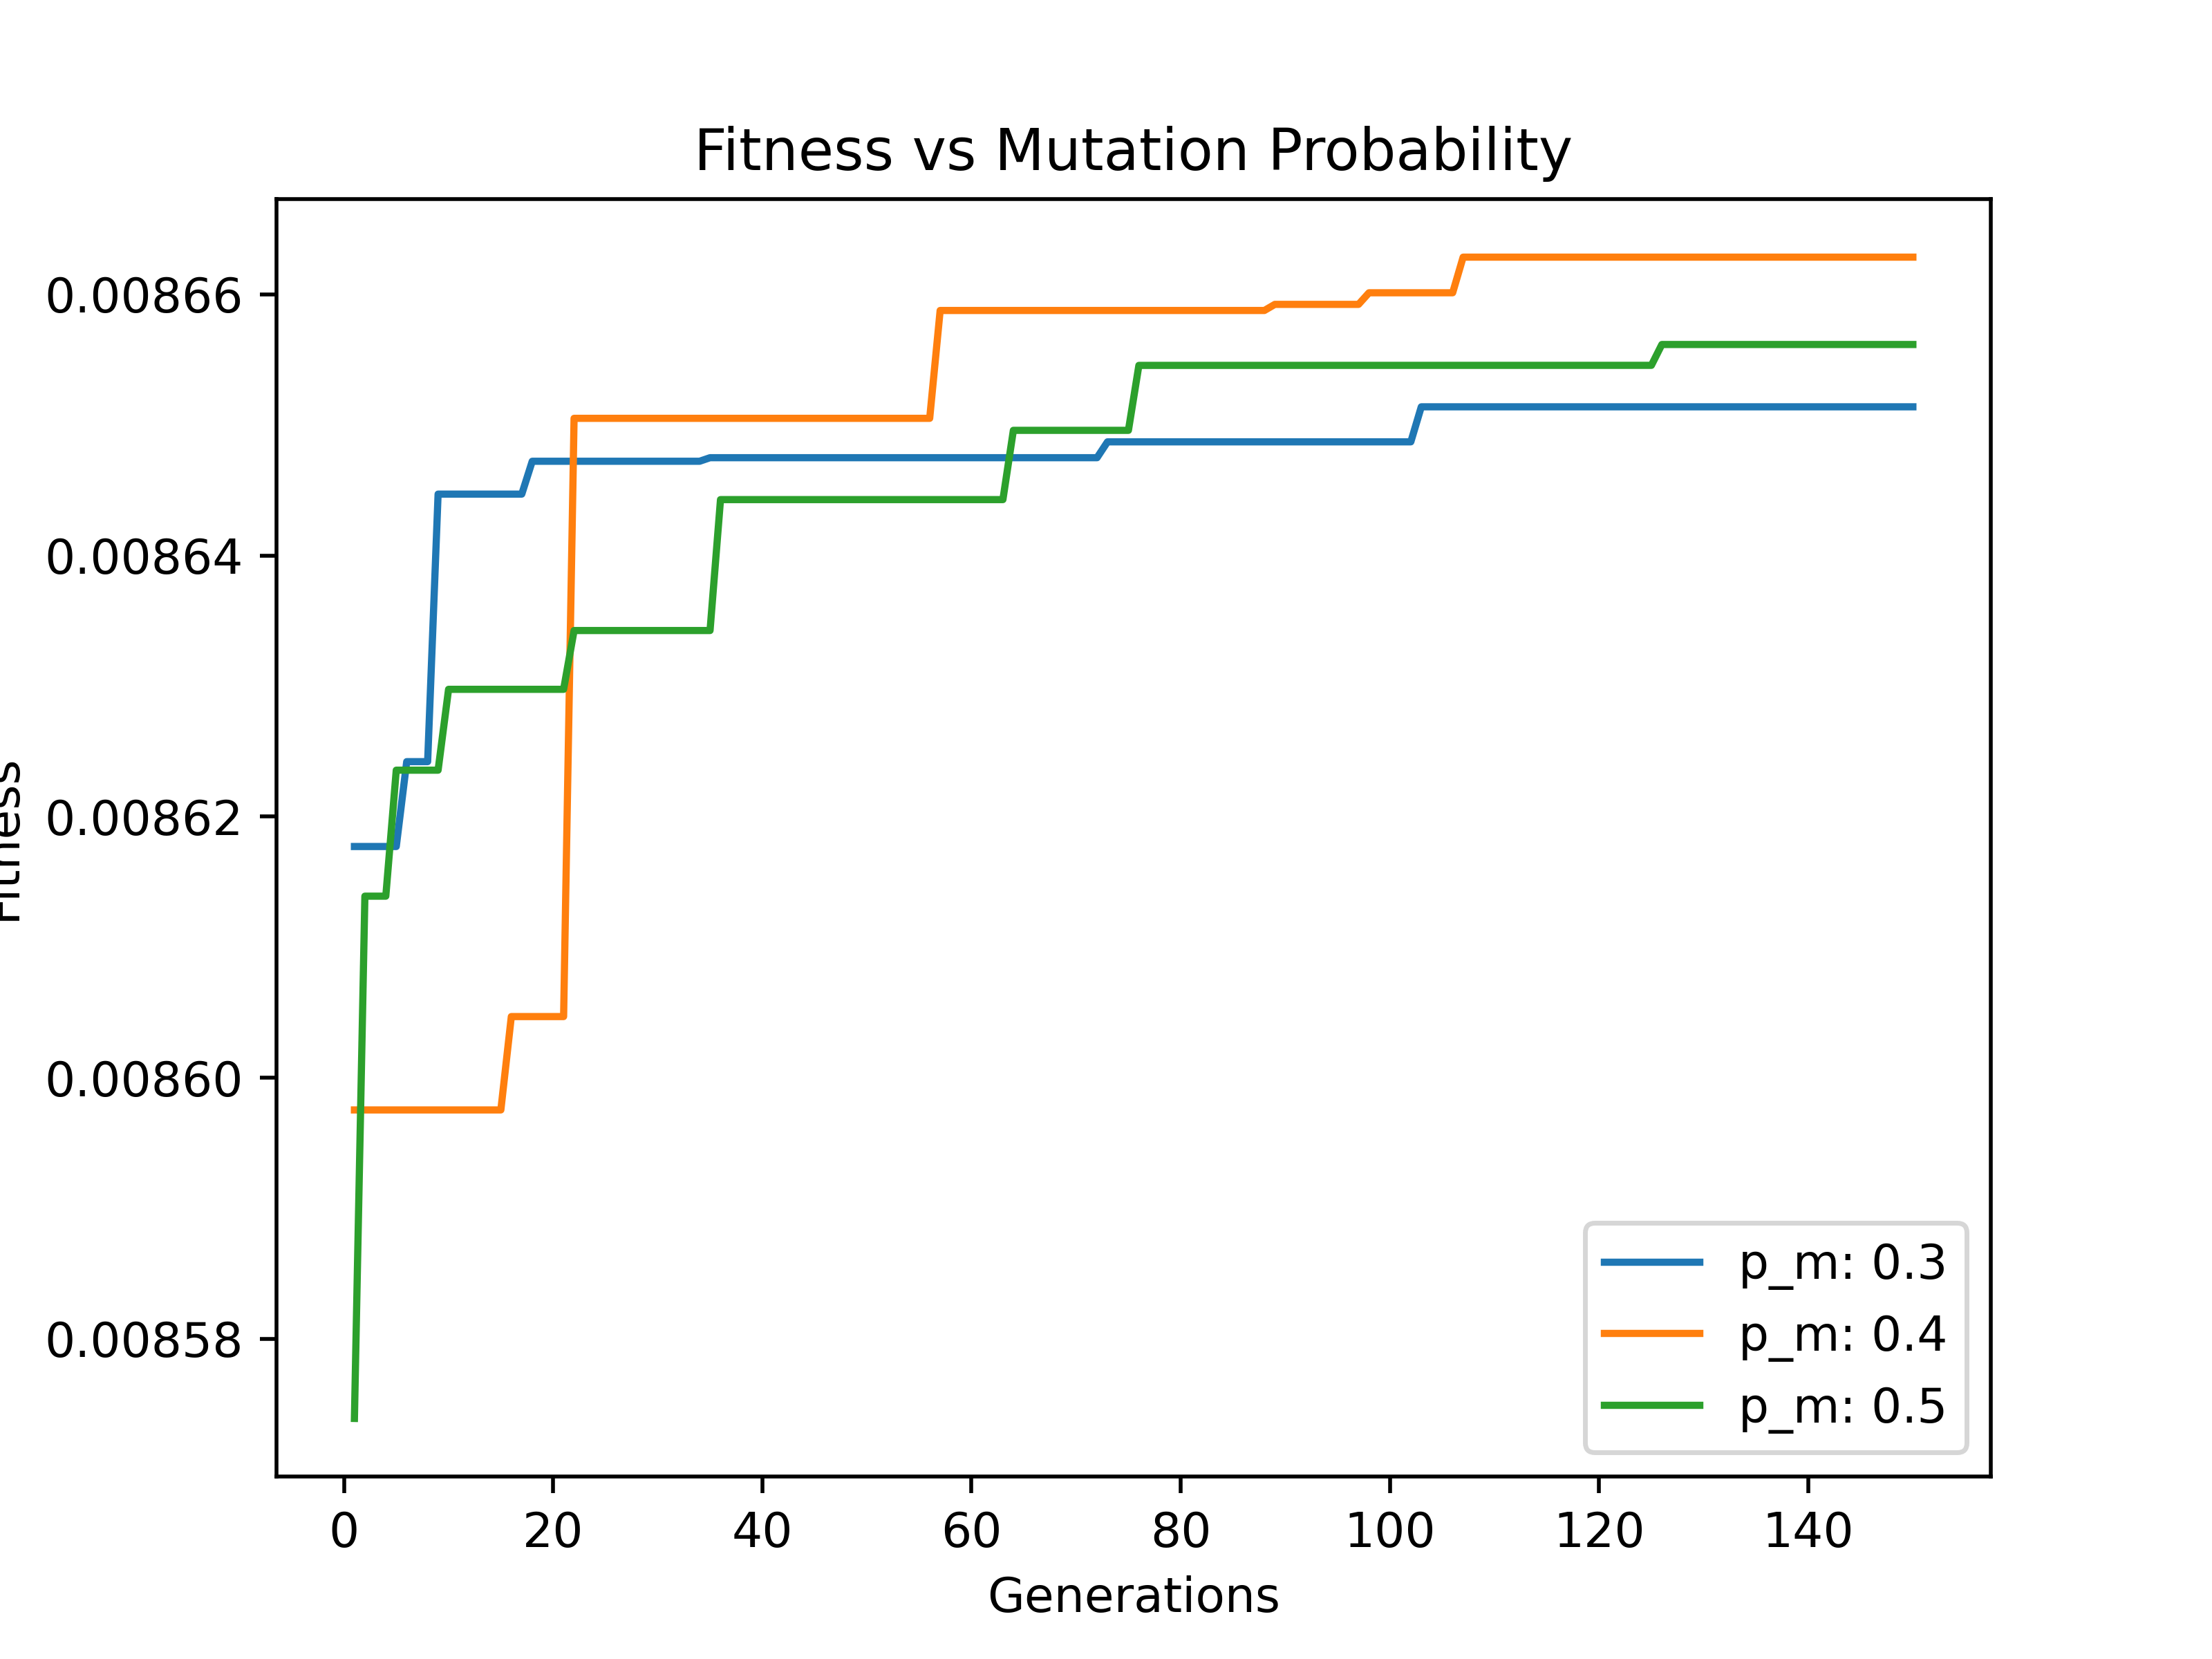 Fitness vs Mutation Probability
0.00866
0.00864
0.00862
0.00860
0.00858
Fitness
0 20 40 60 80 100 120 140
Generations
p_m: 0.3
p_m: 0.4
p_m: 0.5